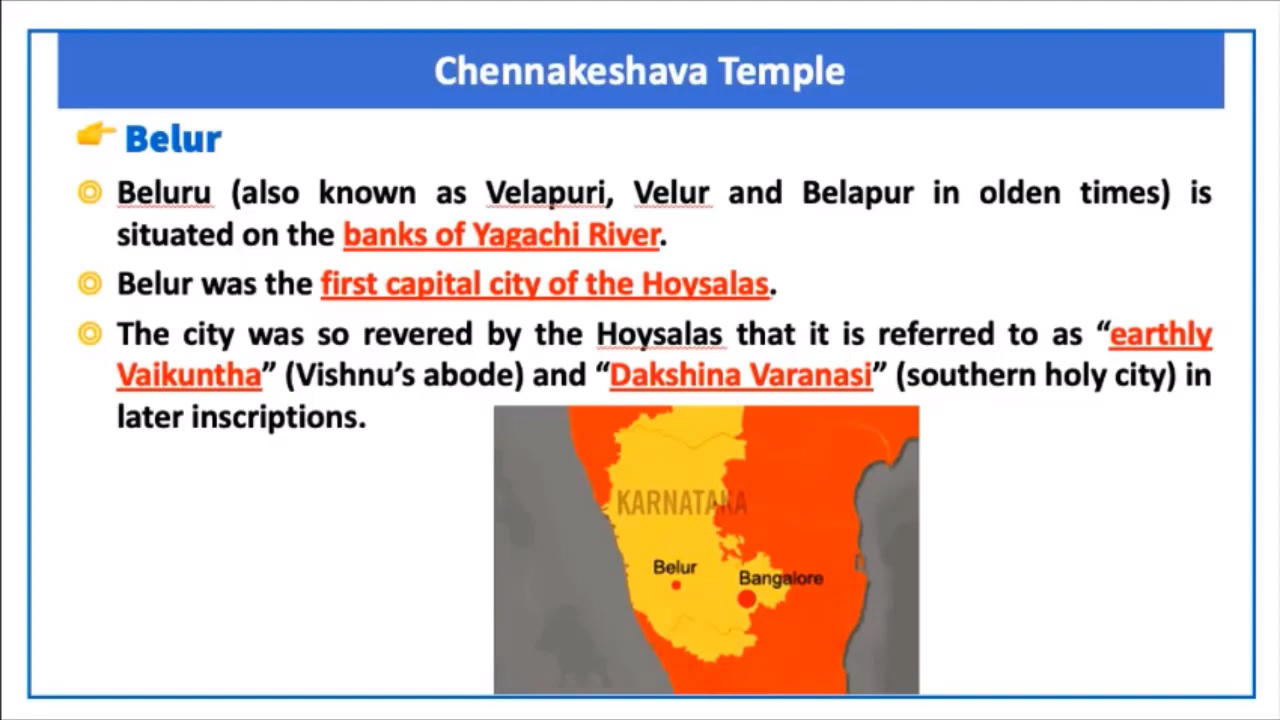 Chennakeshava Temple
Belur
Beluru (also known as Velapuri, Velur and Belapur in olden times) is
situated on the banks of Yagachi River.
Belur was the first capital city of the Hoysalas.
The city was so revered by the Hoysalas that it is referred to as “earthly
Vaikuntha” (Vishnu’s abode) and “Dakshina Varanasi” (southern holy city) in
later inscriptions.
KARNATAKA
Belur
Bangalore